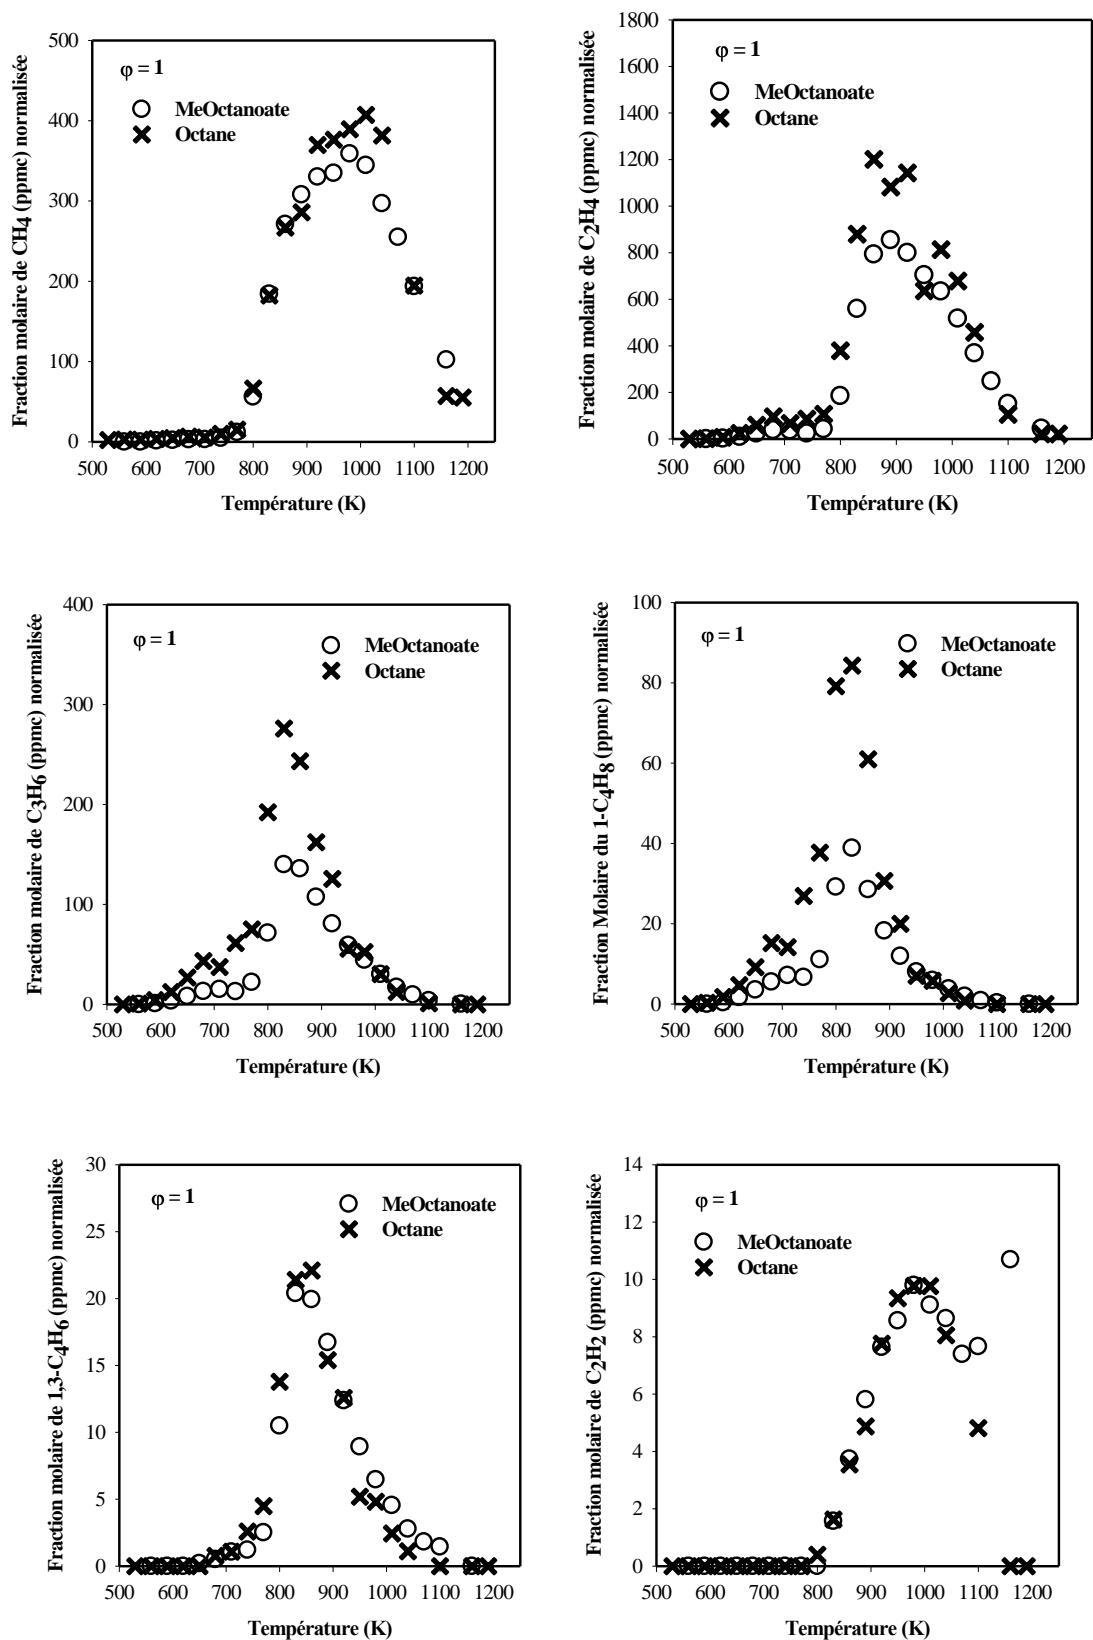 Fraction molaire de CH4 (ppmc) normalisée
500
400
300
200
100
0
φ = 1
MeOctanoate
Octane
500 600 700 800 900 1000 1100 1200
Température (K)
Fraction molaire de C2H4 (ppmc) normalisée
1800
1600
1400
1200
1000
800
600
400
200
0
φ = 1
MeOctanoate
Octane
500 600 700 800 900 1000 1100 1200
Température (K)
Fraction molaire de C3H6 (ppmc) normalisée
400
300
200
100
0
φ = 1
MeOctanoate
Octane
500 600 700 800 900 1000 1100 1200
Température (K)
Fraction Molaire du 1-C4H8 (ppmc) normalisée
100
80
60
40
20
0
φ = 1
MeOctanoate
Octane
500 600 700 800 900 1000 1100 1200
Température (K)
Fraction molaire de 1,3-C4H6 (ppmc) normalisée
30
25
20
15
10
5
0
φ = 1
MeOctanoate
Octane
500 600 700 800 900 1000 1100 1200
Température (K)
Fraction molaire de C2H2 (ppmc) normalisée
14
12
10
8
6
4
2
0
φ = 1
MeOctanoate
Octane
500 600 700 800 900 1000 1100 1200
Température (K)